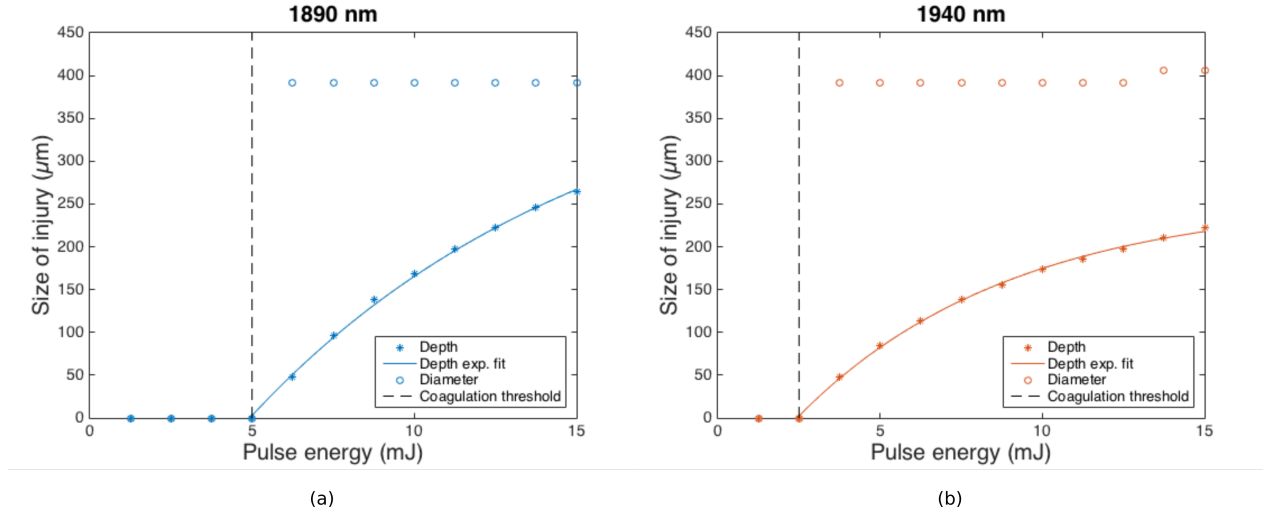 1890 nm
450
400
350
300
250
200
150
100
50
0
Size of injury (μm)
Depth
Depth exp. fit
Diameter
Coagulation threshold
0
5
10
15
Pulse energy (mJ)
(a)
1940 nm
450
400
350
300
250
200
150
100
50
0
Size of injury (μm)
Depth
Depth exp. fit
Diameter
Coagulation threshold
0
5
10
15
Pulse energy (mJ)
(b)